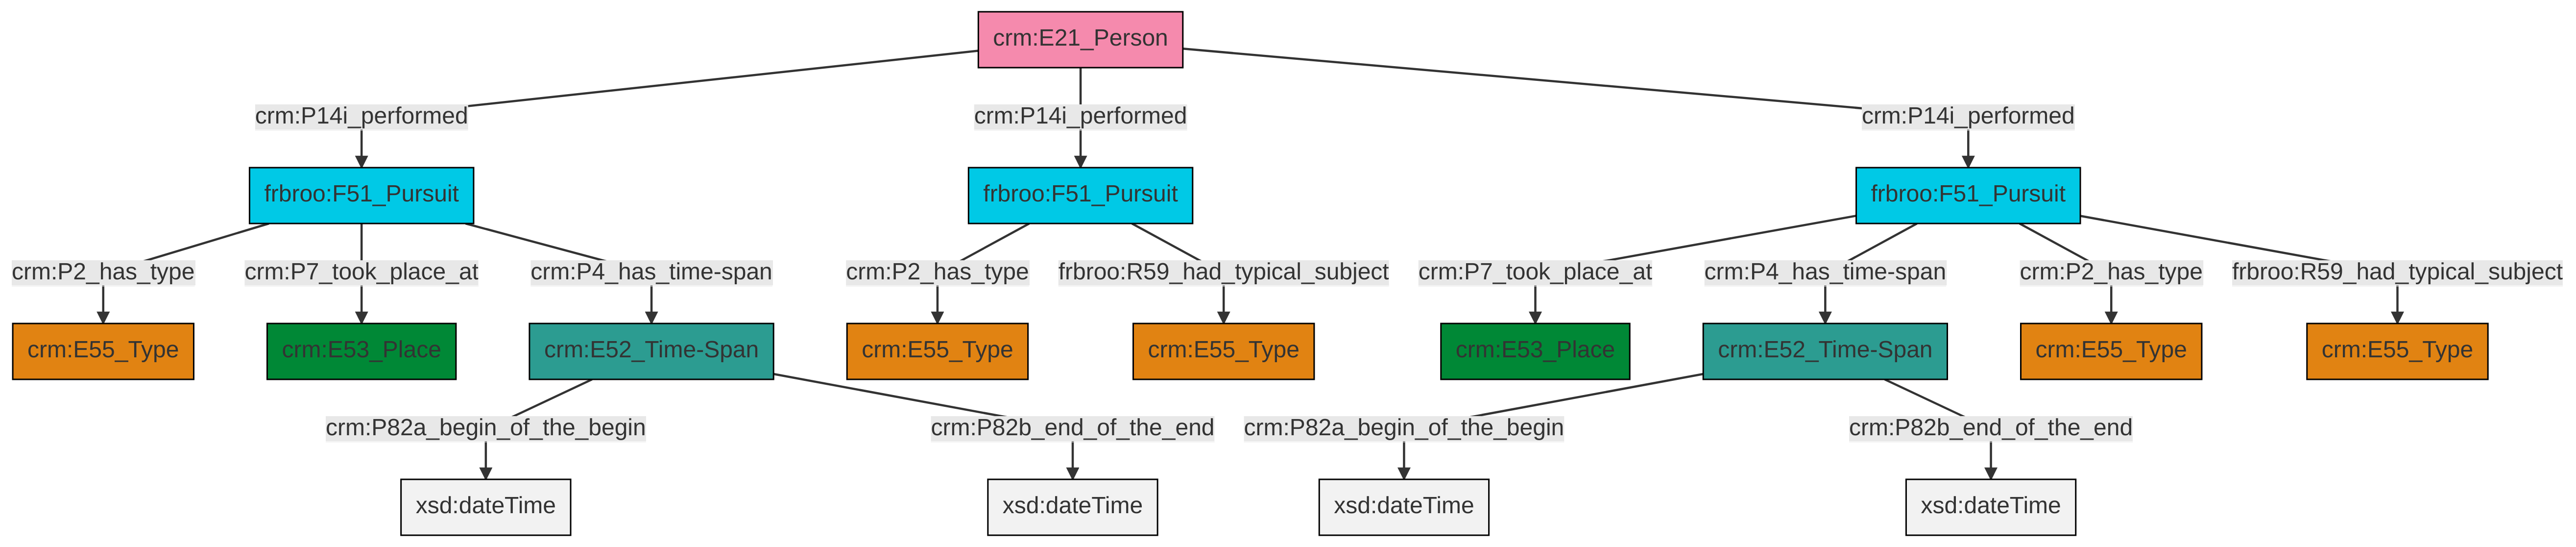 crm:E21_Person
crm:P14i_performed crm:P14i_performed crm:P14i_performed
frbroo:F51_Pursuit frbroo:F51_Pursuit frbroo:F51_Pursuit
crm:P2_has_type crm:P7_took_place_at crm:P4_has_time-span crm:P2_has_type frbroo:R59_had_typical_subject crm:P7_took_place_at crm:P4_has_time-span crm:P2_has_type frbroo:R59_had_typical_subject
crm:E55_Type crm:E53_Place crm:E52_Time-Span crm:E55_Type crm:E55_Type crm:E53_Place crm:E52_Time-Span crm:E55_Type crm:E55_Type
crm:P82a_begin_of_the_begin crm:P82b_end_of_the_end crm:P82a_begin_of_the_begin crm:P82b_end_of_the_end
xsd:dateTime xsd:dateTime xsd:dateTime xsd:dateTime